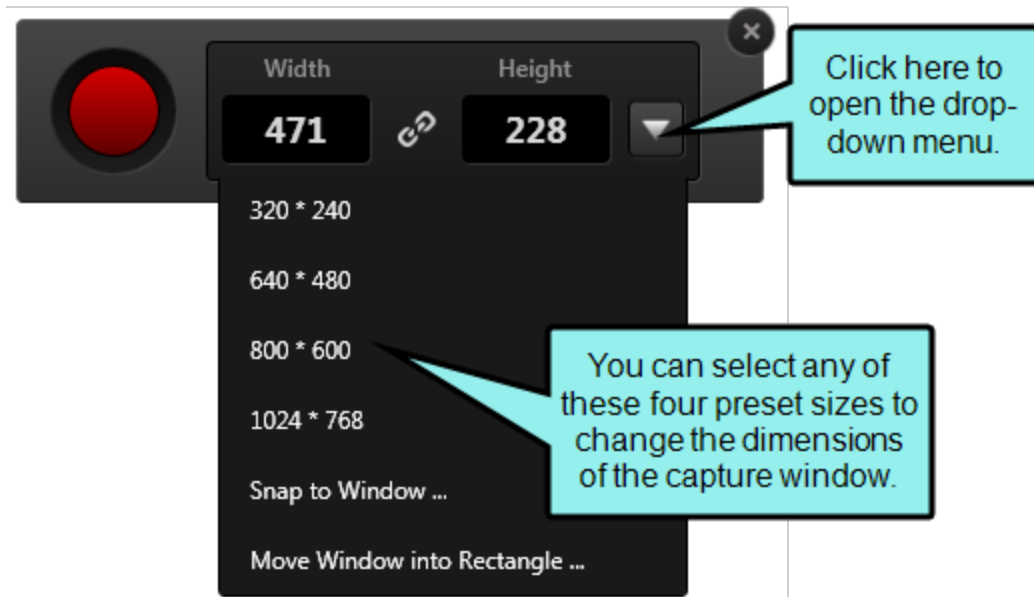 Width Height
471 228
Click here to
open the drop-
down menu.
320 * 240
640 * 480
800 * 600
1024 * 768
Snap to Window ...
Move Window into Rectangle ...
You can select any of
these four preset sizes to
change the dimensions
of the capture window.